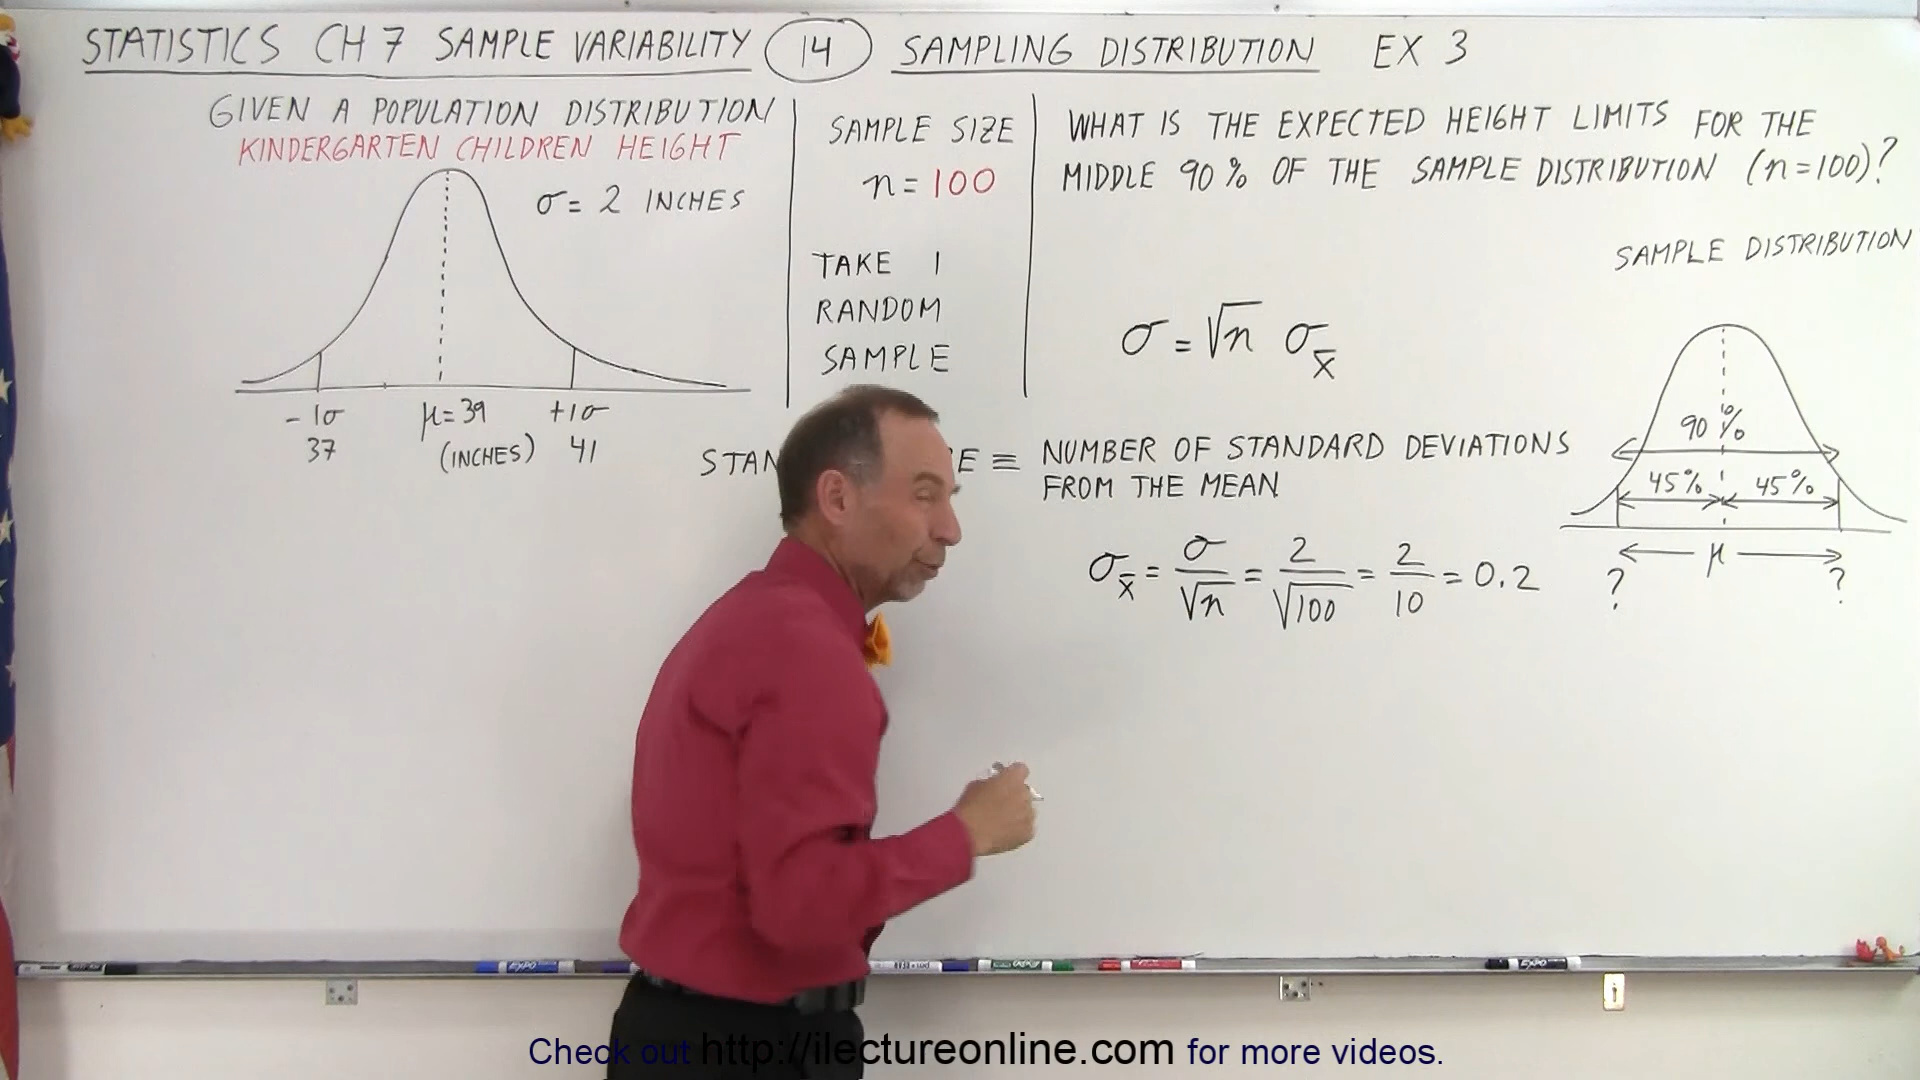 STATISTICS CH 7 SAMPLE VARIABILITY 14 SAMPLING DISTRIBUTION EX 3
GIVEN A POPULATION DISTRIBUTION
KINDERGARTEN CHILDREN HEIGHT
σ = 2 INCHES
-1σ μ=39 +1σ
37 (INCHES) 41
SAMPLE SIZE
n = 100
TAKE 1
RANDOM
SAMPLE
WHAT IS THE EXPECTED HEIGHT LIMITS FOR THE
MIDDLE 90% OF THE SAMPLE DISTRIBUTION (n=100)?
SAMPLE DISTRIBUTION
σ = √n σx̄
90%
45% 45%
μ
? ?
STAN E ≡ NUMBER OF STANDARD DEVIATIONS
FROM THE MEAN
σx̄ = σ/√n = 2/√100 = 2/10 = 0.2
EXPO
EXPO
Check out http://ilectureonline.com for more videos.